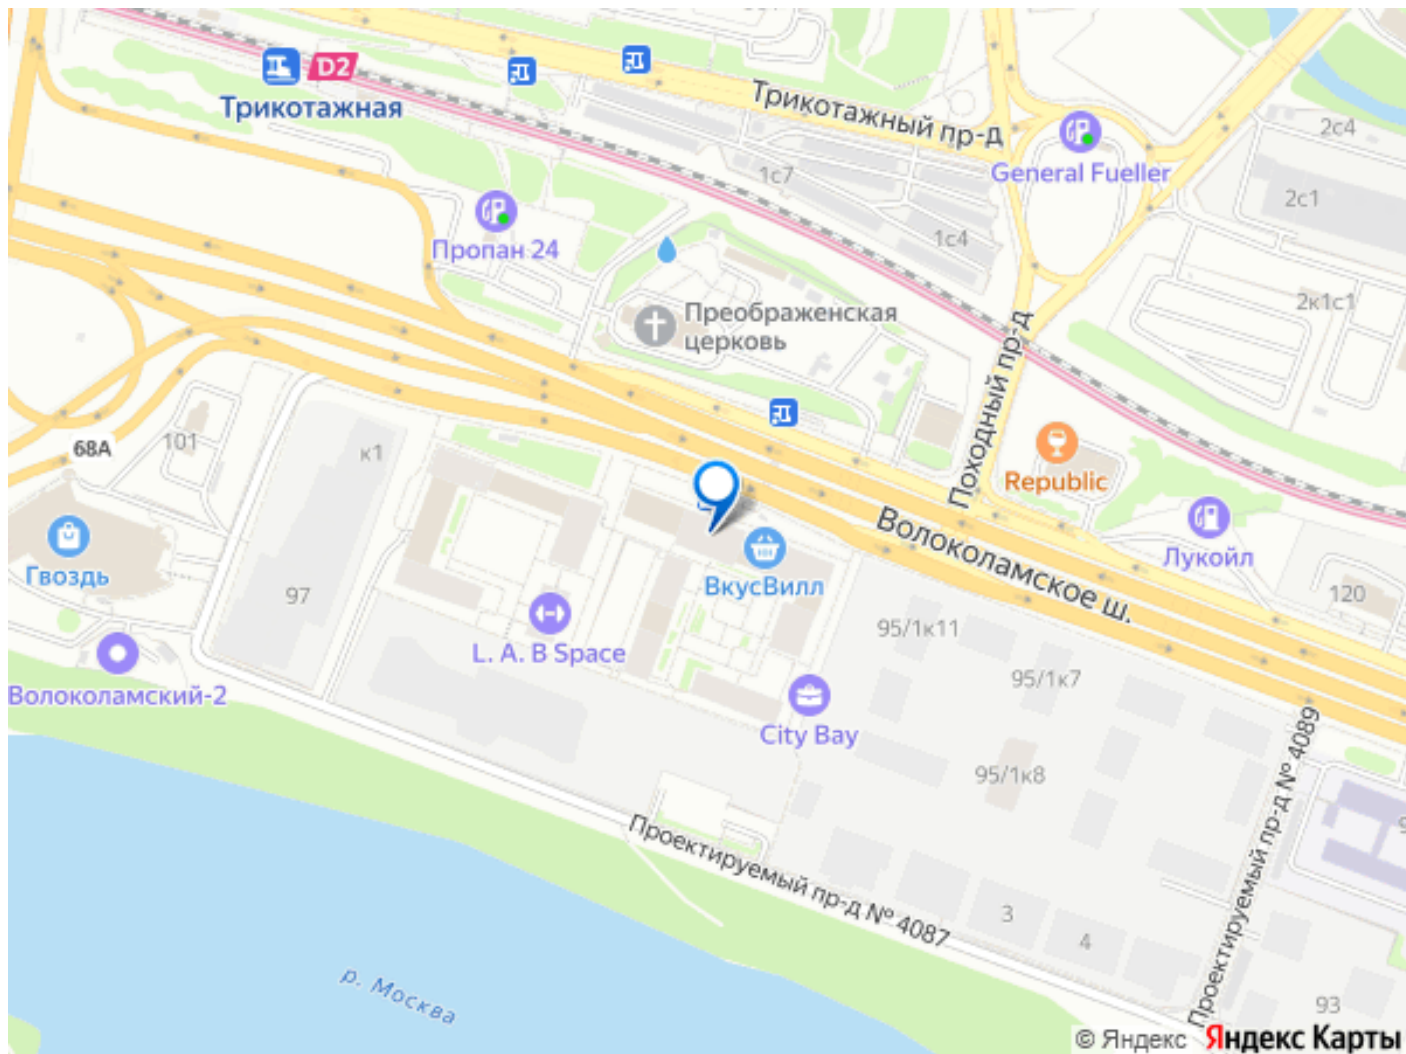 D2
Трикотажная
Трикотажный пр-д
2с4
General Fueller
1с7
2с1
Пропан 24
1с4
2к1с1
Преображенская
церковь
Походный пр-д
68А
101
к1
Republic
Волоколамское ш.
Лукойл
Гвоздь
ВкусВилл
97
120
95/1к11
L. A. B Space
95/1к7
Волоколамский-2
City Bay
95/1к8
Проектируемый пр-д № 4089
Проектируемый пр-д № 4087
3
4
р. Москва
93
© Яндекс Яндекс Карты